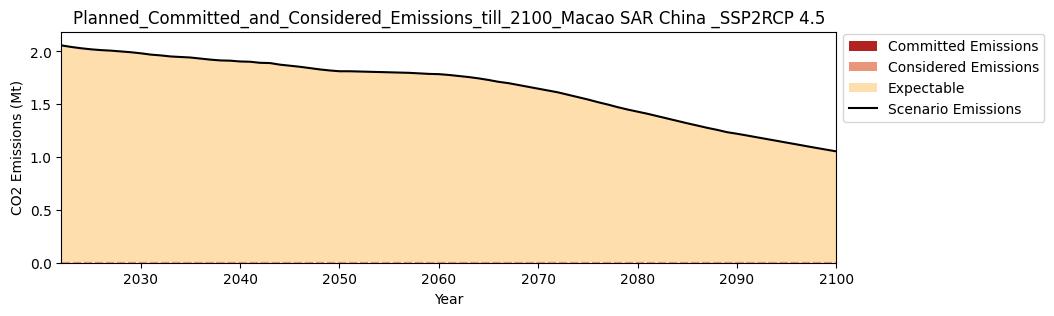 Planned_Committed_and_Considered_Emissions_till_2100_Macao SAR China _SSP2RCP 4.5
Committed Emissions
Considered Emissions
Expectable
Scenario Emissions
CO2 Emissions (Mt)
2.0
1.5
1.0
0.5
0.0
2030 2040 2050 2060 2070 2080 2090 2100
Year